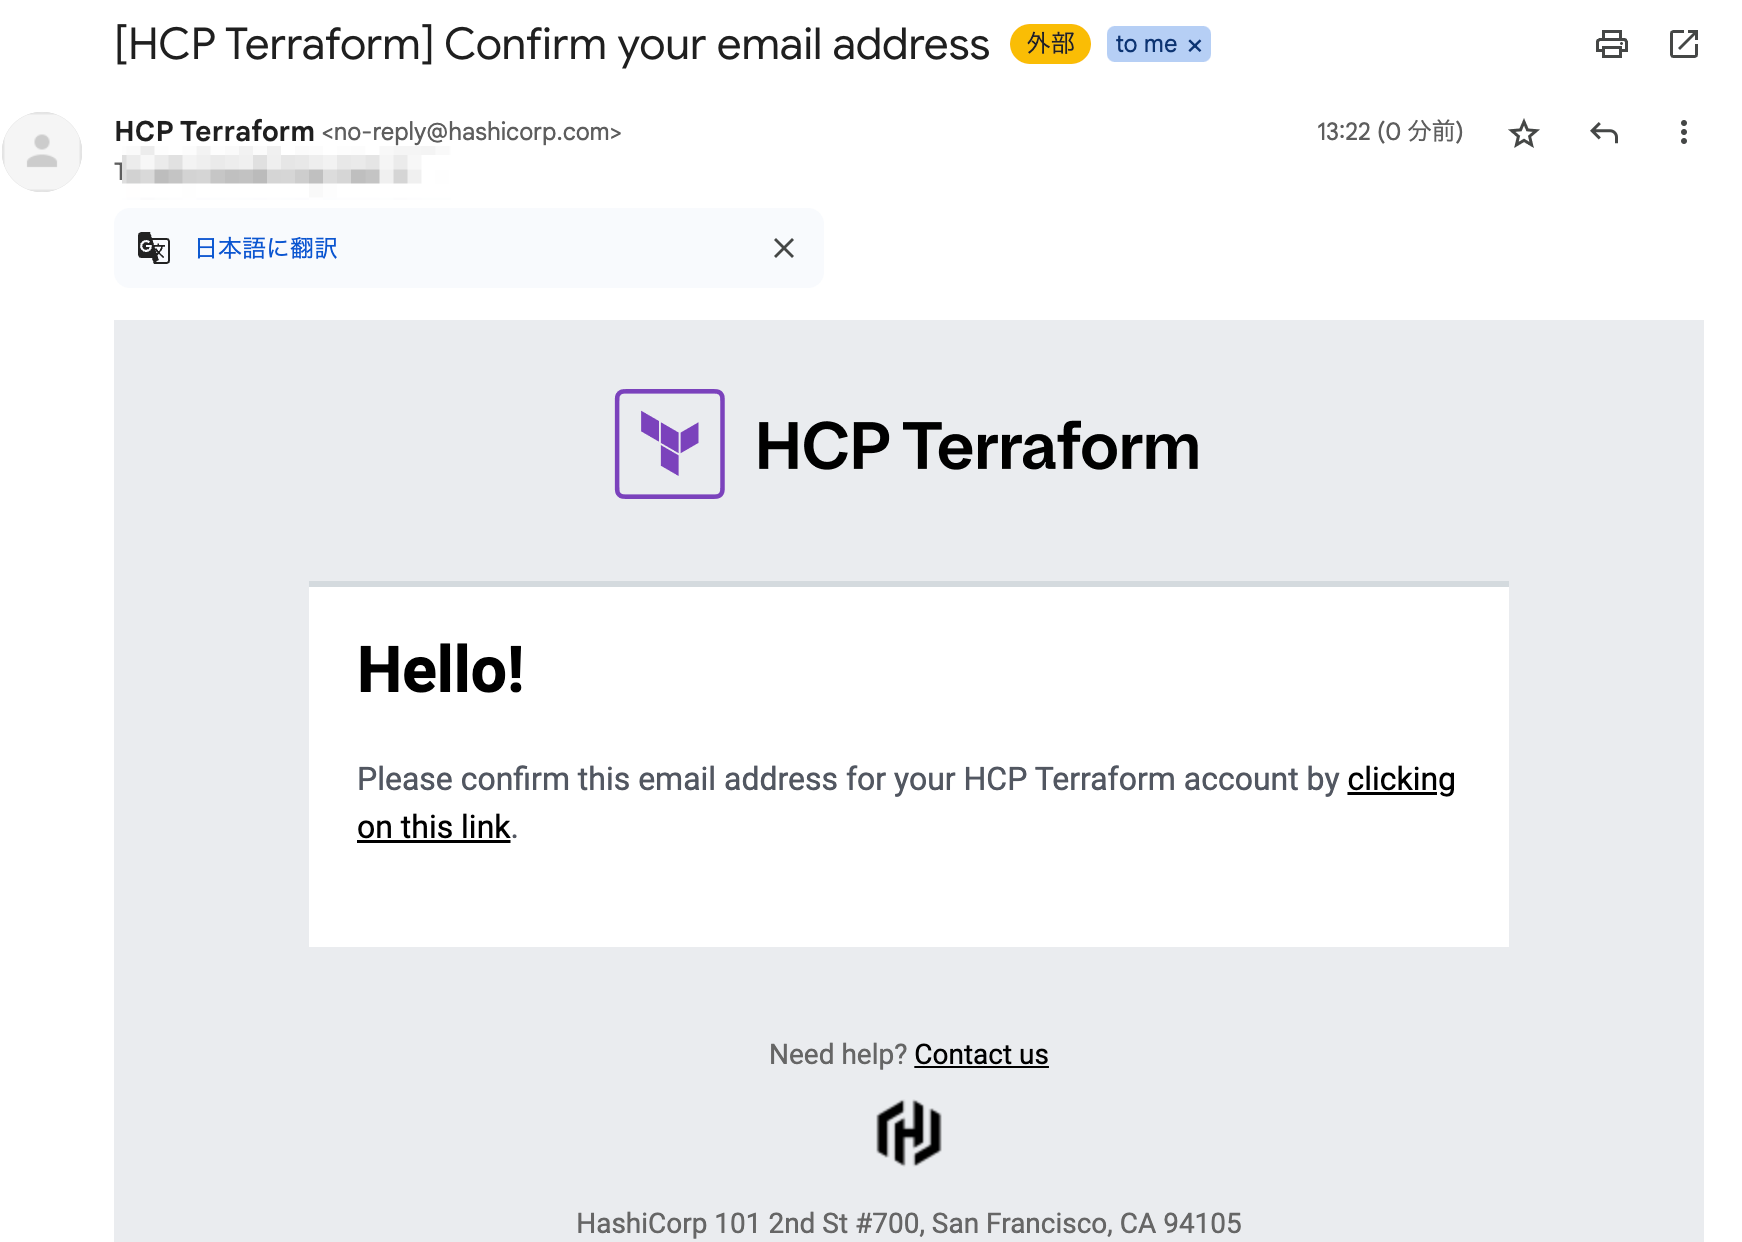 [HCP Terraform] Confirm your email address 外部 to me ×
HCP Terraform <no-reply@hashicorp.com> 13:22 (0 分前)
日本語に翻訳
HCP Terraform
Hello!
Please confirm this email address for your HCP Terraform account by clicking
on this link.
Need help? Contact us
HashiCorp 101 2nd St #700, San Francisco, CA 94105